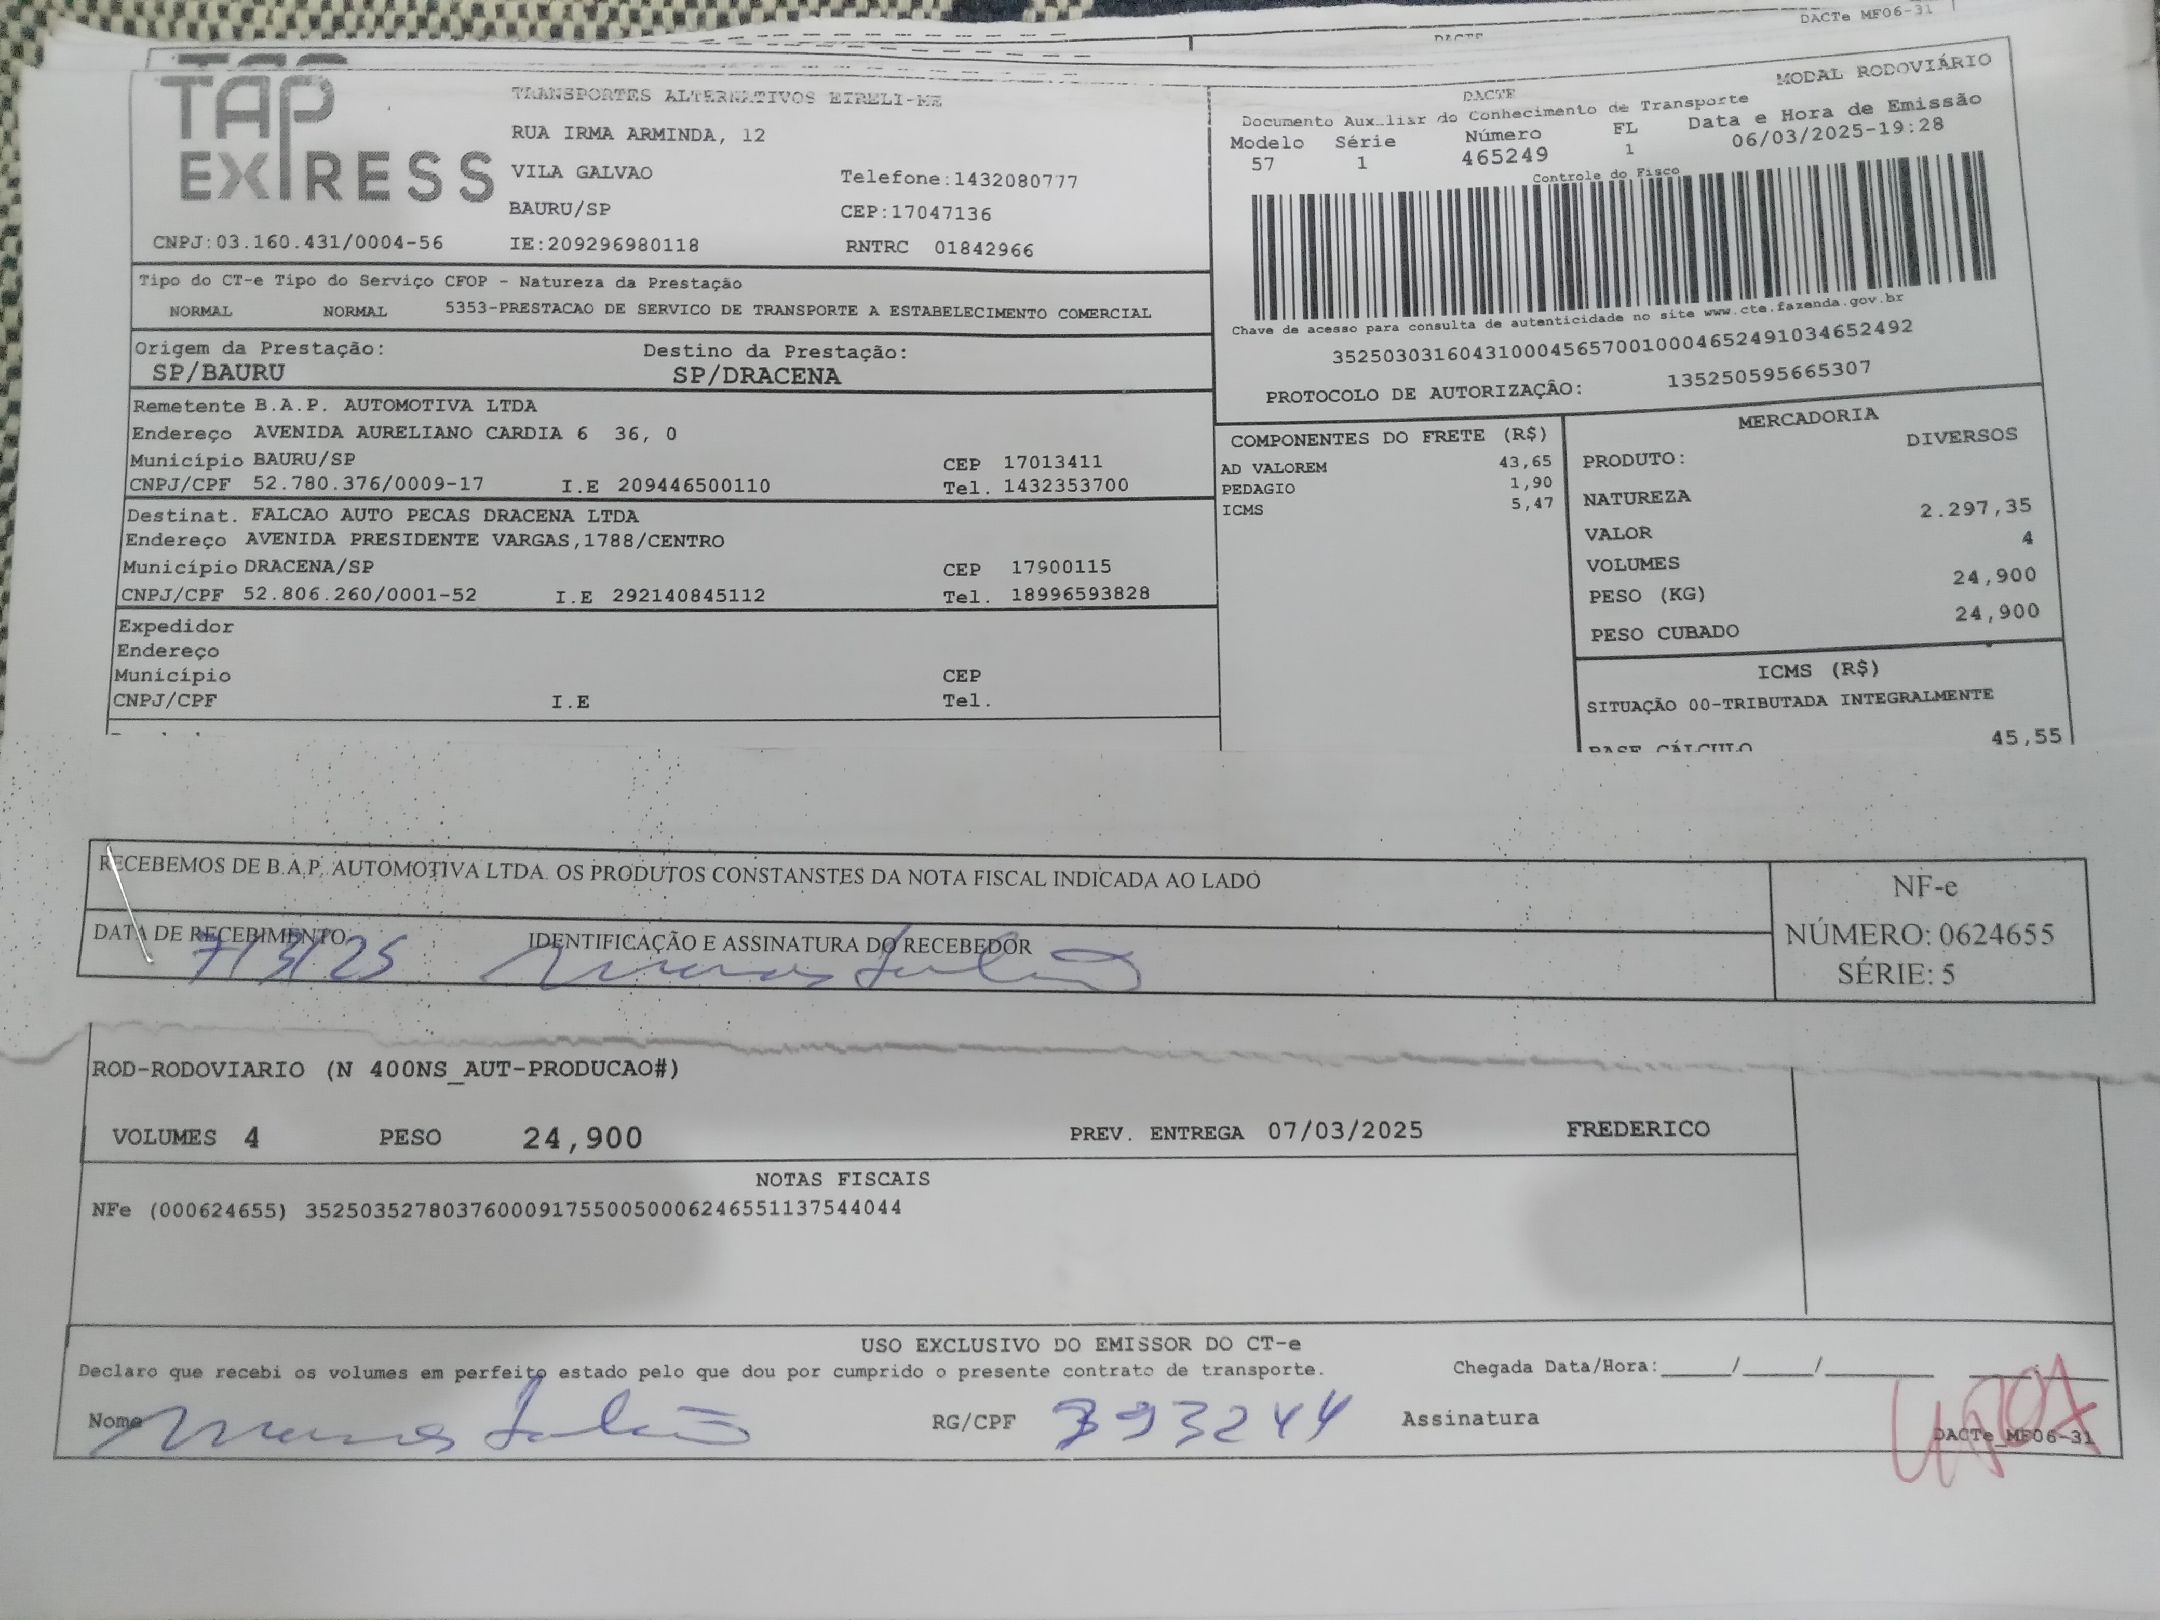 DACTe MF06-31
DACTE
TAP EXPRESS
TRANSPORTES ALTERNATIVOS EIRELI-ME
RUA IRMA ARMINDA, 12
VILA GALVAO Telefone:1432080777
BAURU/SP CEP:17047136
CNPJ:03.160.431/0004-56 IE:209296980118 RNTRC 01842966
DACTE MODAL RODOVIÁRIO
Documento Auxiliar do Conhecimento de Transporte
Modelo Série Número FL Data e Hora de Emissão
57 1 465249 1 06/03/2025-19:28
Controle do Fisco
Chave de acesso para consulta de autenticidade no site www.cte.fazenda.gov.br
35250303160431000456570010004652491034652492
PROTOCOLO DE AUTORIZAÇÃO: 135250595665307
Tipo do CT-e Tipo do Serviço CFOP - Natureza da Prestação
NORMAL NORMAL 5353-PRESTACAO DE SERVICO DE TRANSPORTE A ESTABELECIMENTO COMERCIAL
Origem da Prestação: Destino da Prestação:
SP/BAURU SP/DRACENA
Remetente B.A.P. AUTOMOTIVA LTDA
Endereço AVENIDA AURELIANO CARDIA 6 36, 0
Município BAURU/SP CEP 17013411
CNPJ/CPF 52.780.376/0009-17 I.E 209446500110 Tel. 1432353700
Destinat. FALCAO AUTO PECAS DRACENA LTDA
Endereço AVENIDA PRESIDENTE VARGAS,1788/CENTRO
Município DRACENA/SP CEP 17900115
CNPJ/CPF 52.806.260/0001-52 I.E 292140845112 Tel. 18996593828
Expedidor
Endereço
Município CEP
CNPJ/CPF I.E Tel.
COMPONENTES DO FRETE (R$)
AD VALOREM 43,65
PEDAGIO 1,90
ICMS 5,47
MERCADORIA
PRODUTO: DIVERSOS
NATUREZA
VALOR 2.297,35
VOLUMES 4
PESO (KG) 24,900
PESO CUBADO 24,900
ICMS (R$)
SITUAÇÃO 00-TRIBUTADA INTEGRALMENTE
BASE CÁLCULO 45,55
RECEBEMOS DE B.A.P. AUTOMOTIVA LTDA. OS PRODUTOS CONSTANSTES DA NOTA FISCAL INDICADA AO LADO
DATA DE RECEBIMENTO IDENTIFICAÇÃO E ASSINATURA DO RECEBEDOR
7/3/25
NF-e
NÚMERO: 0624655
SÉRIE: 5
ROD-RODOVIARIO (N 400NS_AUT-PRODUCAO#)
VOLUMES 4 PESO 24,900 PREV. ENTREGA 07/03/2025 FREDERICO
NOTAS FISCAIS
NFe (000624655) 35250352780376000917550050006246551137544044
USO EXCLUSIVO DO EMISSOR DO CT-e
Declaro que recebi os volumes em perfeito estado pelo que dou por cumprido o presente contrato de transporte. Chegada Data/Hora:____/____/____
Nome RG/CPF 393244 Assinatura
DACTe_MF06-31